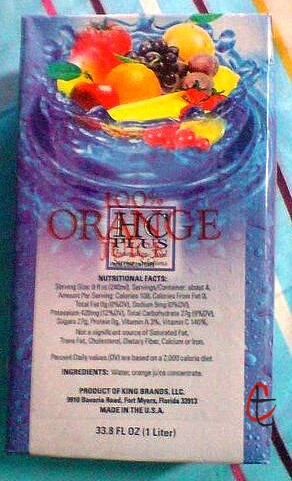 100%
ORANGE
JUICE
HC
PLUS
NUTRITIONAL FACTS:
Serving Size: 8 fl oz (240ml), Servings/Container: about 4,
Amount Per Serving: Calories 108, Calories From Fat 0,
Total Fat 0g (0%DV), Sodium 5mg (0%DV),
Potassium 420mg (12%DV), Total Carbohydrate 27g (9%DV),
Sugars 27g, Protein 0g, Vitamin A 3%, Vitamin C 140%,
Not a significant source of Saturated Fat,
Trans Fat, Cholesterol, Dietary Fiber, Calcium or Iron.
Percent Daily values (DV) are based on a 2,000 calorie diet
INGREDIENTS: Water, orange juice concentrate.
PRODUCT OF KING BRANDS, LLC.
9910 Bavaria Road, Fort Myers, Florida 33913
MADE IN THE U.S.A.
33.8 FL OZ (1 Liter)